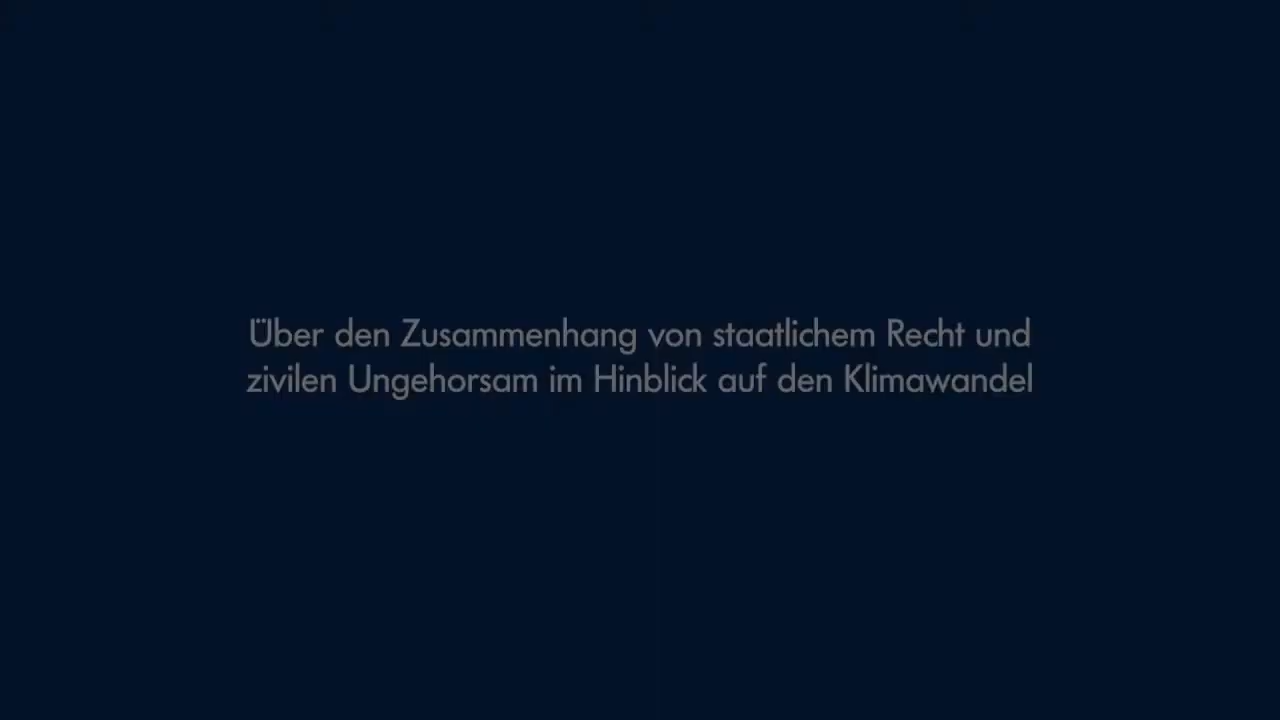 Über den Zusammenhang von staatlichem Recht und
zivilen Ungehorsam im Hinblick auf den Klimawandel